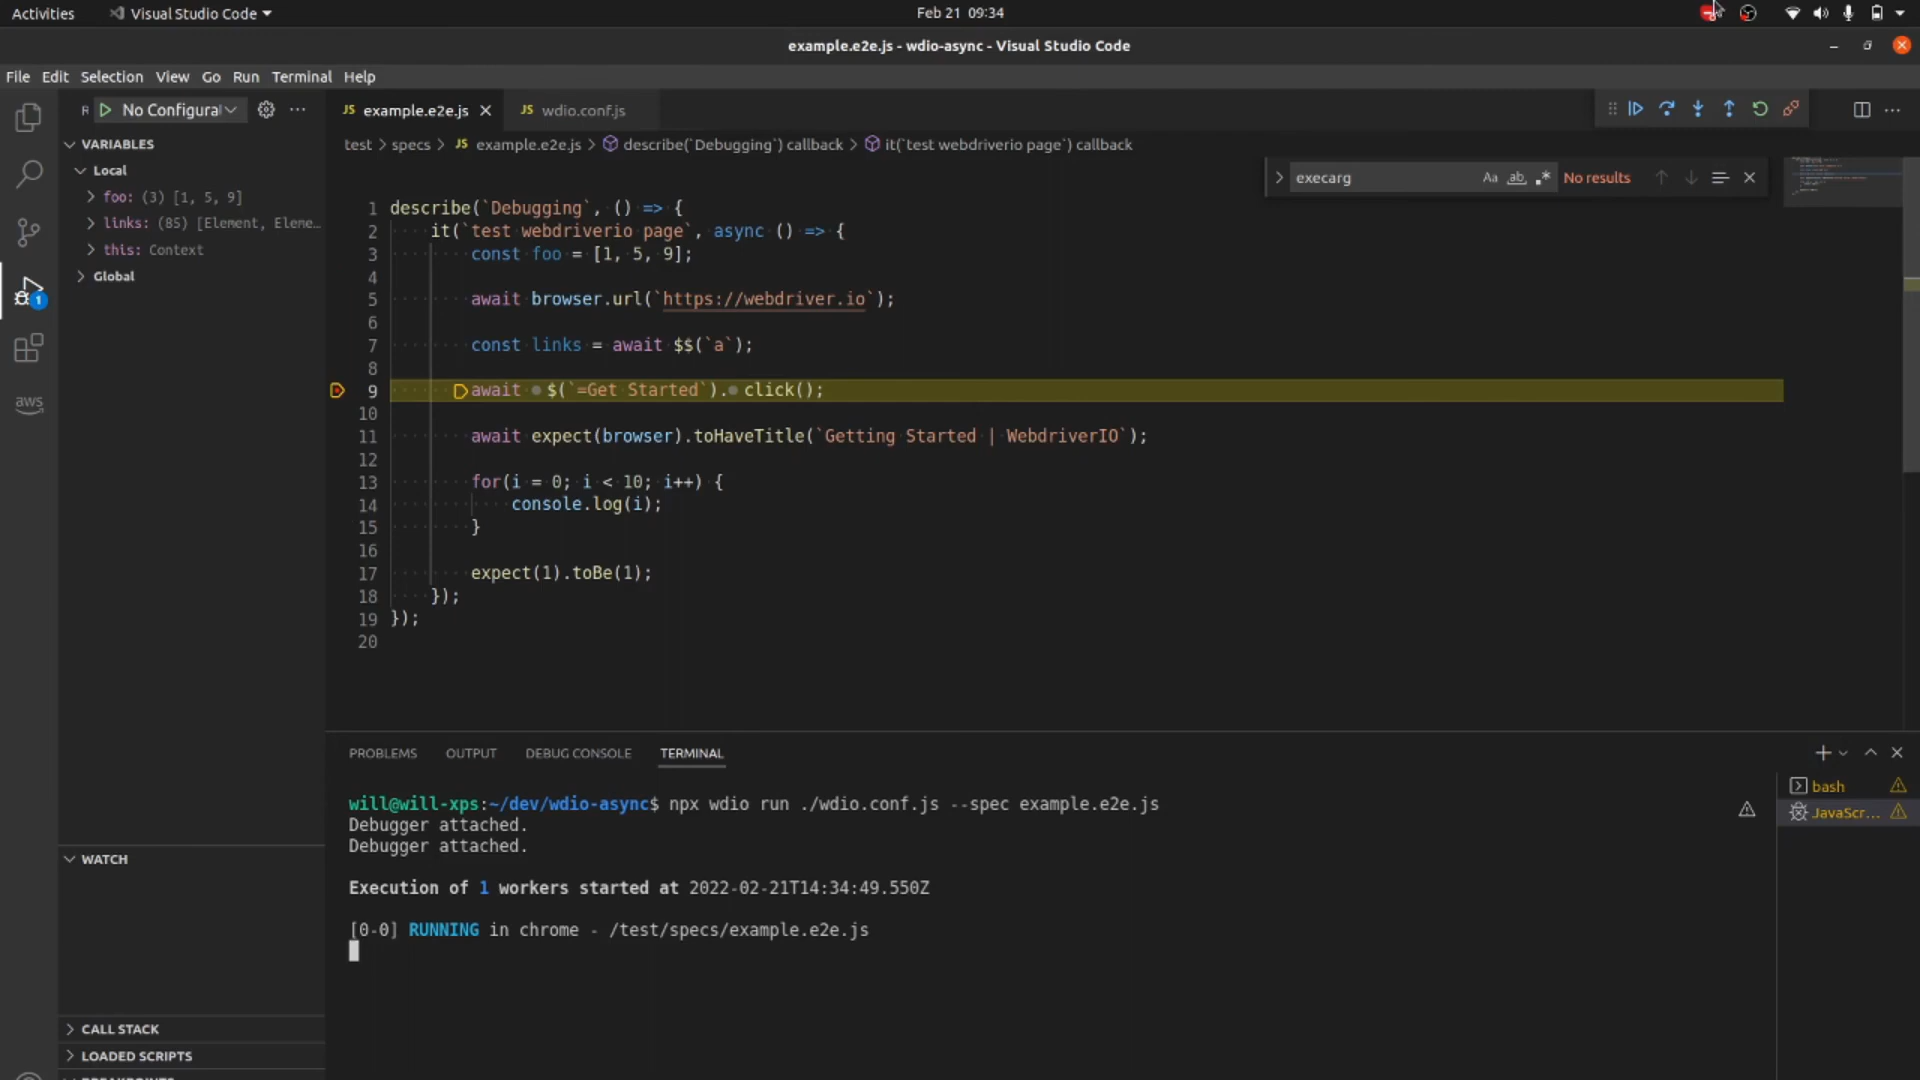 Activities
Visual Studio Code
Feb 21 09:34
example.e2e.js - wdio-async - Visual Studio Code
File Edit Selection View Go Run Terminal Help
R
No Configura
VARIABLES
Local
foo: (3) [1, 5, 9]
links: (85) [Element, Eleme…
this: Context
Global
aws
1
WATCH
CALL STACK
LOADED SCRIPTS
BREAKPOINTS
JS example.e2e.js
JS wdio.conf.js
test > specs > JS example.e2e.js > describe(`Debugging`) callback > it(`test webdriverio page`) callback
execarg
Aa ab .*
No results
1 describe(`Debugging`, () => {
2 it(`test webdriverio page`, async () => {
3 const foo = [1, 5, 9];
4
5 await browser.url(`https://webdriver.io`);
6
7 const links = await $$(`a`);
8
9 await $(`=Get Started`). click();
10
11 await expect(browser).toHaveTitle(`Getting Started | WebdriverIO`);
12
13 for(i = 0; i < 10; i++) {
14 console.log(i);
15 }
16
17 expect(1).toBe(1);
18 });
19 });
20
PROBLEMS OUTPUT DEBUG CONSOLE TERMINAL
will@will-xps:~/dev/wdio-async$ npx wdio run ./wdio.conf.js --spec example.e2e.js
Debugger attached.
Debugger attached.
Execution of 1 workers started at 2022-02-21T14:34:49.550Z
[0-0] RUNNING in chrome - /test/specs/example.e2e.js
bash
JavaScr…